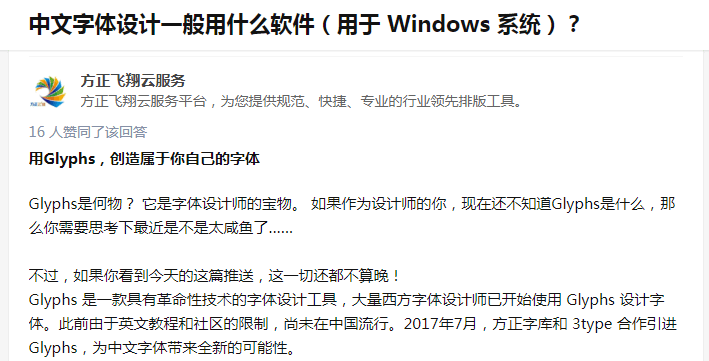 中文字体设计一般用什么软件（用于 Windows 系统）？
方正飞翔云服务
方正飞翔云服务平台，为您提供规范、快捷、专业的行业领先排版工具。
16 人赞同了该回答
用Glyphs，创造属于你自己的字体
Glyphs是何物？ 它是字体设计师的宝物。 如果作为设计师的你，现在还不知道Glyphs是什么，那
么你需要思考下最近是不是太咸鱼了......
不过，如果你看到今天的这篇推送，这一切还都不算晚！
Glyphs 是一款具有革命性技术的字体设计工具，大量西方字体设计师已开始使用 Glyphs 设计字
体。此前由于英文教程和社区的限制，尚未在中国流行。2017年7月，方正字库和 3type 合作引进
Glyphs，为中文字体带来全新的可能性。